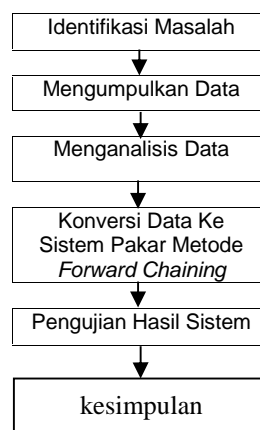 Identifikasi Masalah
Mengumpulkan Data
Menganalisis Data
Konversi Data Ke
Sistem Pakar Metode
Forward Chaining
Pengujian Hasil Sistem
kesimpulan